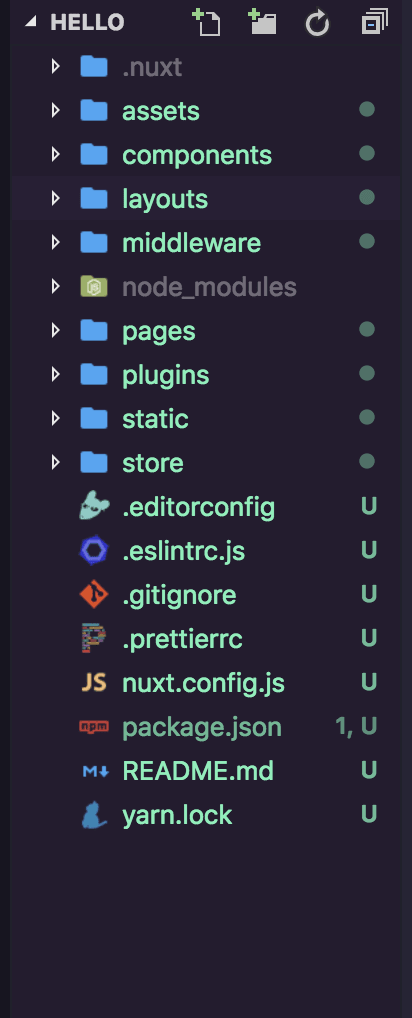 HELLO
.nuxt
assets
components
layouts
middleware
node_modules
pages
plugins
static
store
.editorconfig U
.eslintrc.js U
.gitignore U
.prettierrc U
JS nuxt.config.js U
npm package.json 1, U
M README.md U
yarn.lock U